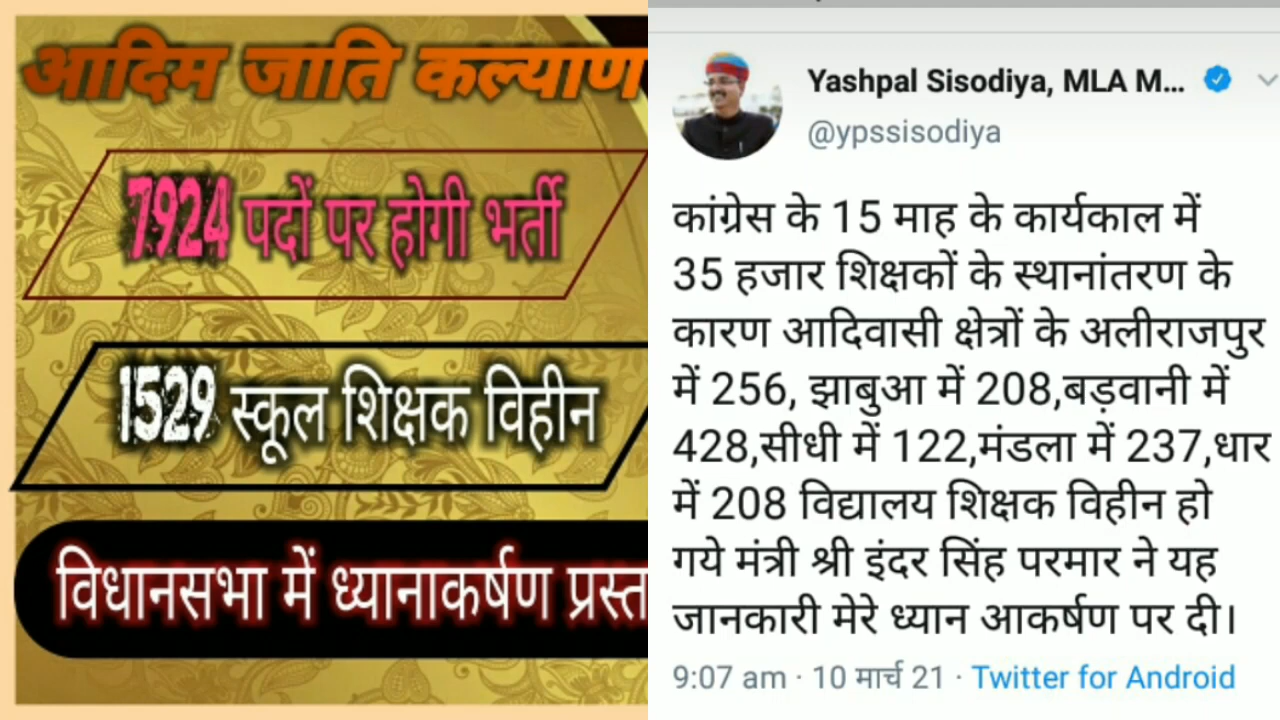 आदिम जाति कल्याण
7924 पदों पर होगी भर्ती
1529 स्कूल शिक्षक विहीन
विधानसभा में ध्यानाकर्षण प्रस्त
Yashpal Sisodiya, MLA M...
@ypssisodiya
कांग्रेस के 15 माह के कार्यकाल में
35 हजार शिक्षकों के स्थानांतरण के
कारण आदिवासी क्षेत्रों के अलीराजपुर
में 256, झाबुआ में 208,बड़वानी में
428,सीधी में 122,मंडला में 237,धार
में 208 विद्यालय शिक्षक विहीन हो
गये मंत्री श्री इंदर सिंह परमार ने यह
जानकारी मेरे ध्यान आकर्षण पर दी।
9:07 am · 10 मार्च 21 · Twitter for Android